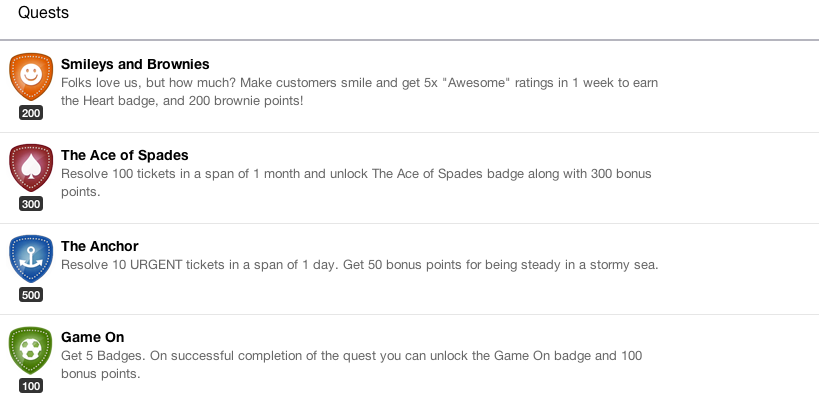 Quests
Smileys and Brownies
Folks love us, but how much? Make customers smile and get 5x "Awesome" ratings in 1 week to earn
the Heart badge, and 200 brownie points!
200
The Ace of Spades
Resolve 100 tickets in a span of 1 month and unlock The Ace of Spades badge along with 300 bonus
points.
300
The Anchor
Resolve 10 URGENT tickets in a span of 1 day. Get 50 bonus points for being steady in a stormy sea.
500
Game On
Get 5 Badges. On successful completion of the quest you can unlock the Game On badge and 100
bonus points.
100